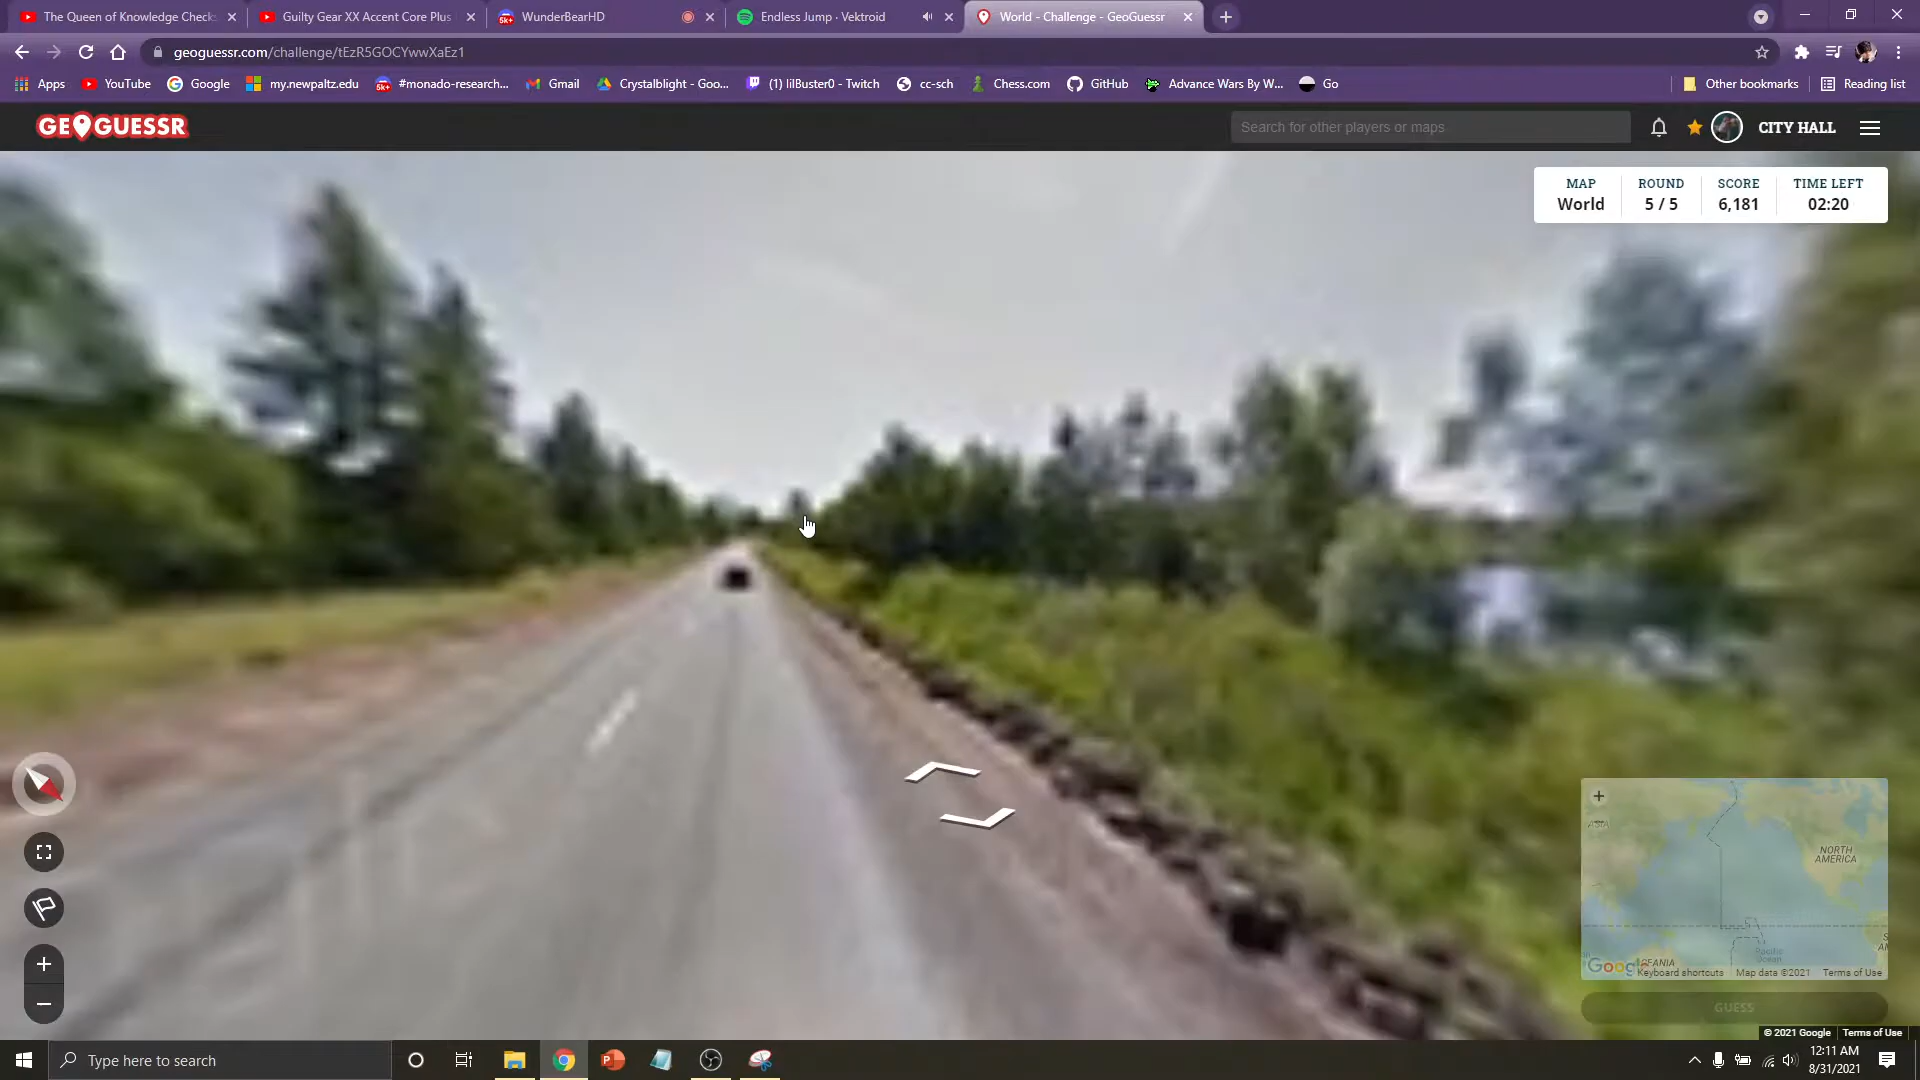 The Queen of Knowledge Check
Guilty Gear XX Accent Core Plus
WunderBearHD
Endless Jump · Vektroid
World - Challenge - GeoGuessr
geoguessr.com/challenge/tEzR5GOCYwwXaEz1
Apps
YouTube
Google
my.newpaltz.edu
#monado-research...
Gmail
Crystalblight - Goo...
(1) lilBuster0 - Twitch
cc-sch
Chess.com
GitHub
Advance Wars By W...
Go
Other bookmarks
Reading list
GEOGUESSR
Search for other players or maps
CITY HALL
MAP ROUND SCORE TIME LEFT
World 5 / 5 6,181 02:20
ASIA
NORTH
AMERICA
Pacific
Ocean
Google
Keyboard shortcuts
Map data ©2021
Terms of Use
GUESS
© 2021 Google
Terms of Use
Type here to search
12:11 AM
8/31/2021